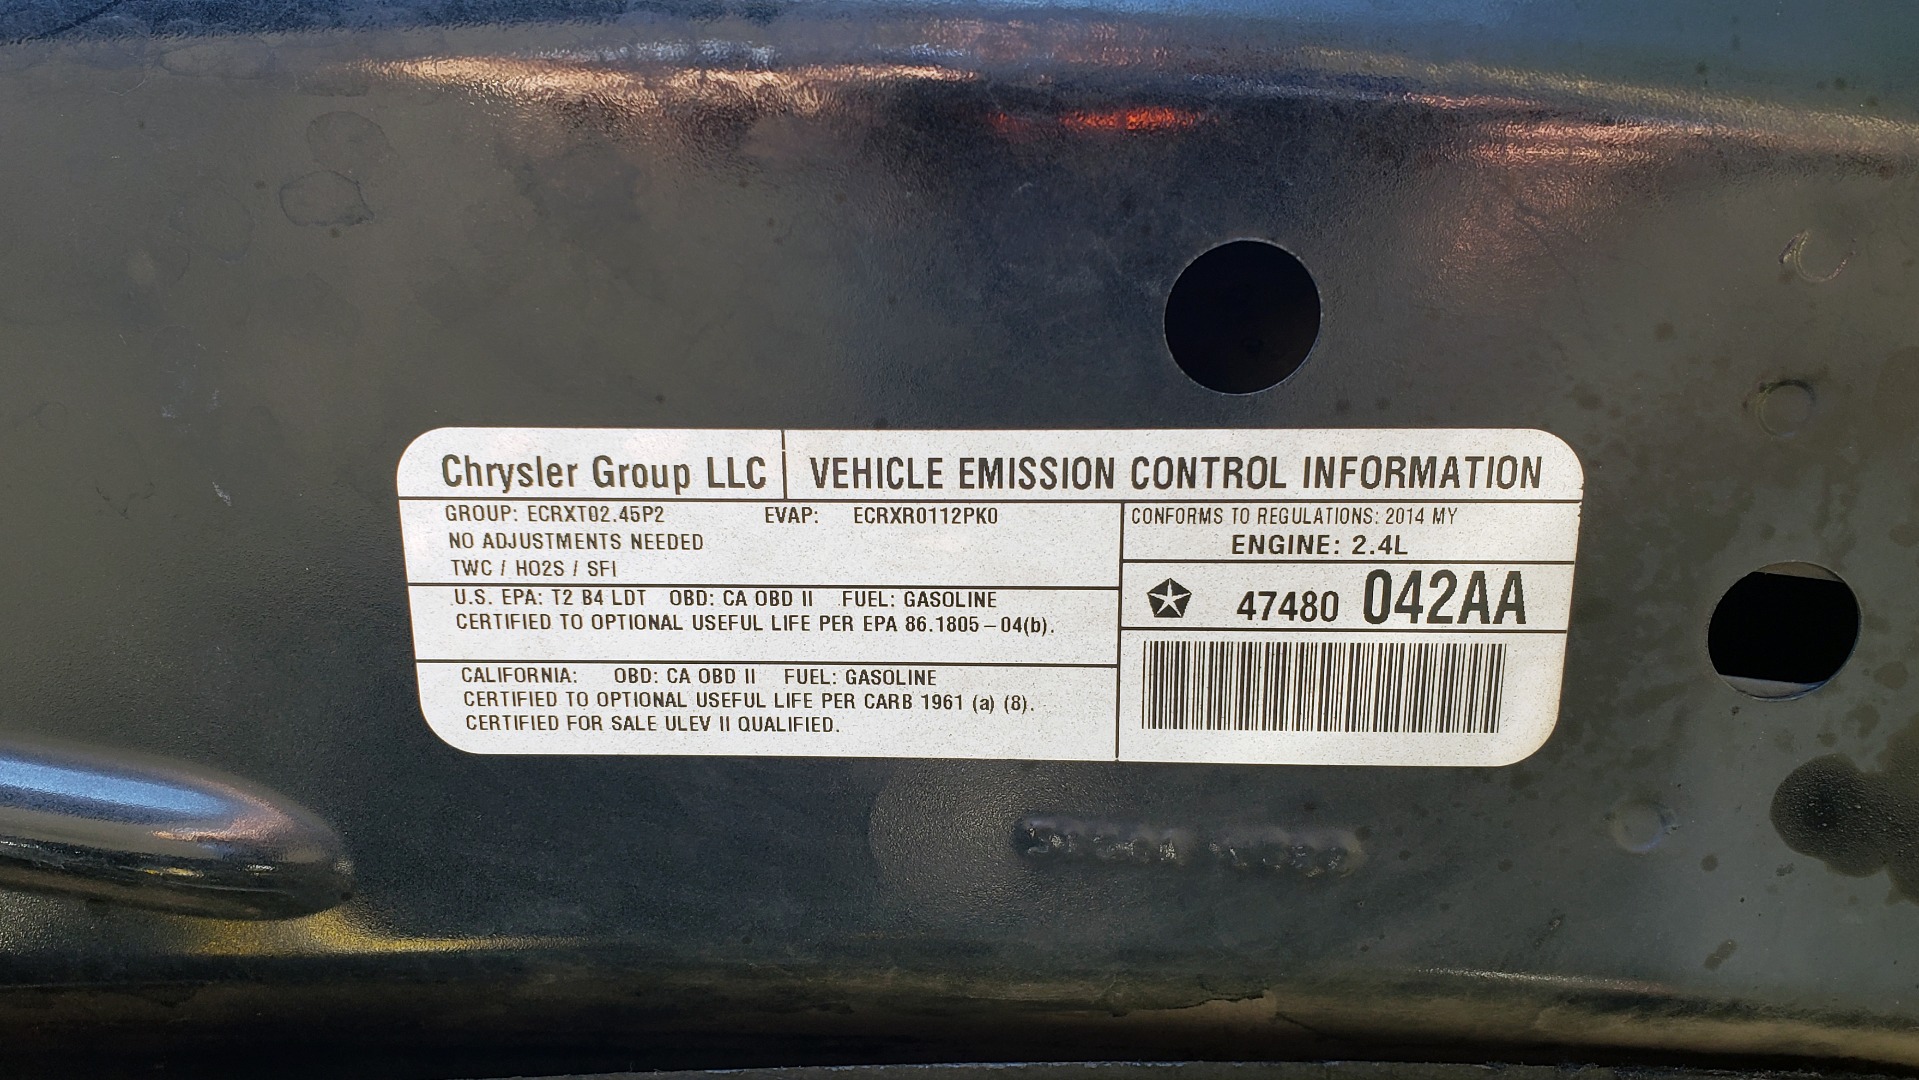 Chrysler Group LLC VEHICLE EMISSION CONTROL INFORMATION
GROUP: ECRXT02.45P2 EVAP: ECRXR0112PK0
NO ADJUSTMENTS NEEDED
TWC / HO2S / SFI
CONFORMS TO REGULATIONS: 2014 MY
ENGINE: 2.4L
47480 042AA
U.S. EPA: T2 B4 LDT OBD: CA OBD II FUEL: GASOLINE
CERTIFIED TO OPTIONAL USEFUL LIFE PER EPA 86.1805–04(b).
CALIFORNIA: OBD: CA OBD II FUEL: GASOLINE
CERTIFIED TO OPTIONAL USEFUL LIFE PER CARB 1961 (a) (8).
CERTIFIED FOR SALE ULEV II QUALIFIED.